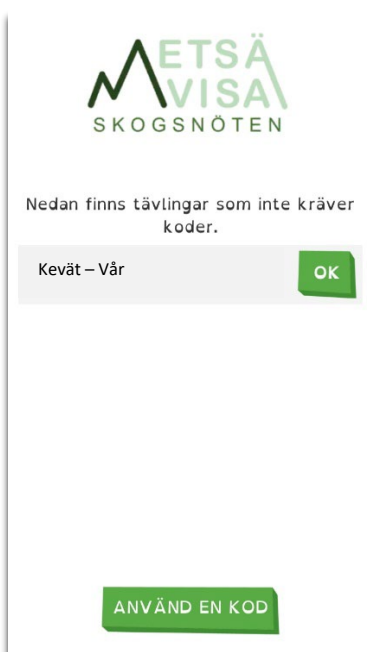 METSÄ
VISA
SKOGSNÖTEN
Nedan finns tävlingar som inte kräver
koder.
Kevät – Vår
OK
ANVÄND EN KOD